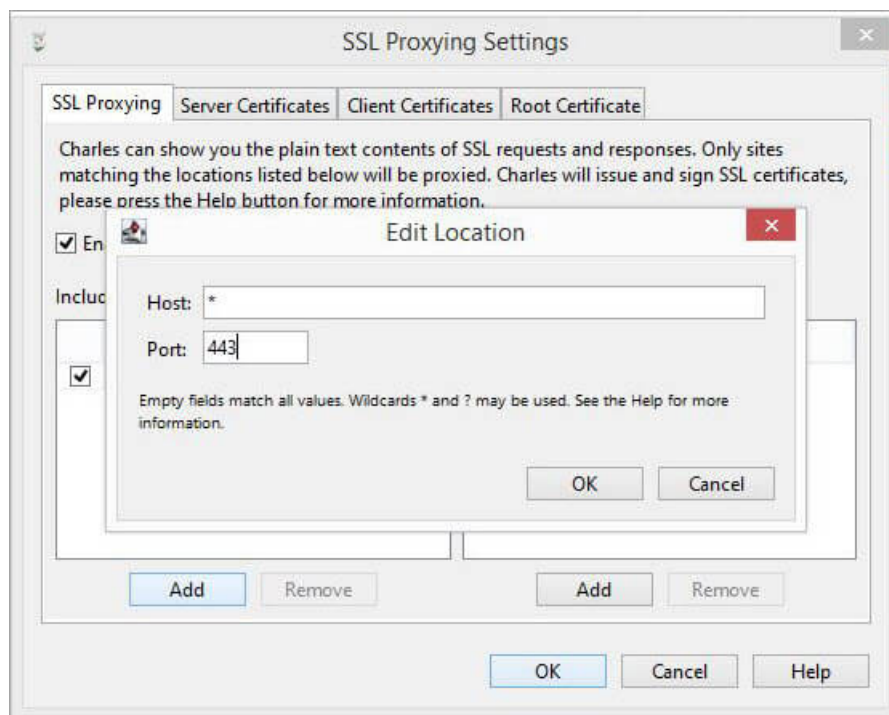 SSL Proxying Settings
SSL Proxying Server Certificates Client Certificates Root Certificate
Charles can show you the plain text contents of SSL requests and responses. Only sites
matching the locations listed below will be proxied. Charles will issue and sign SSL certificates,
please press the Help button for more information.
Edit Location
En
Includ
Host: *
Port: 443
Empty fields match all values. Wildcards * and ? may be used. See the Help for more
information.
OK Cancel
Add Remove Add Remove
OK Cancel Help